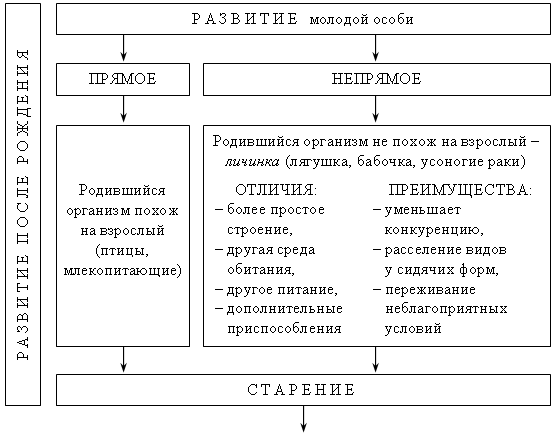 РАЗВИТИЕ ПОСЛЕ РОЖДЕНИЯ
РАЗВИТИЕ молодой особи
ПРЯМОЕ
НЕПРЯМОЕ
Родившийся
организм похож
на взрослый
(птицы,
млекопитающие)
Родившийся организм не похож на взрослый –
личинка (лягушка, бабочка, усоногие раки)
ОТЛИЧИЯ:
– более простое
строение,
– другая среда
обитания,
– другое питание,
– дополнительные
приспособления
ПРЕИМУЩЕСТВА:
– уменьшает
конкуренцию,
– расселение видов
у сидячих форм,
– переживание
неблагоприятных
условий
СТАРЕНИЕ